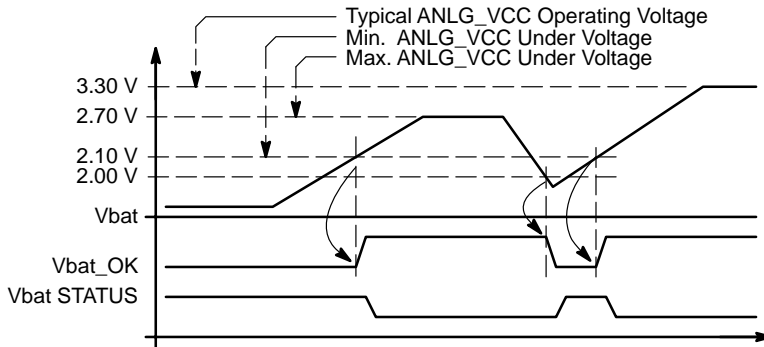 Typical ANLG_VCC Operating Voltage
Min. ANLG_VCC Under Voltage
Max. ANLG_VCC Under Voltage
3.30 V
2.70 V
2.10 V
2.00 V
Vbat
Vbat_OK
Vbat STATUS